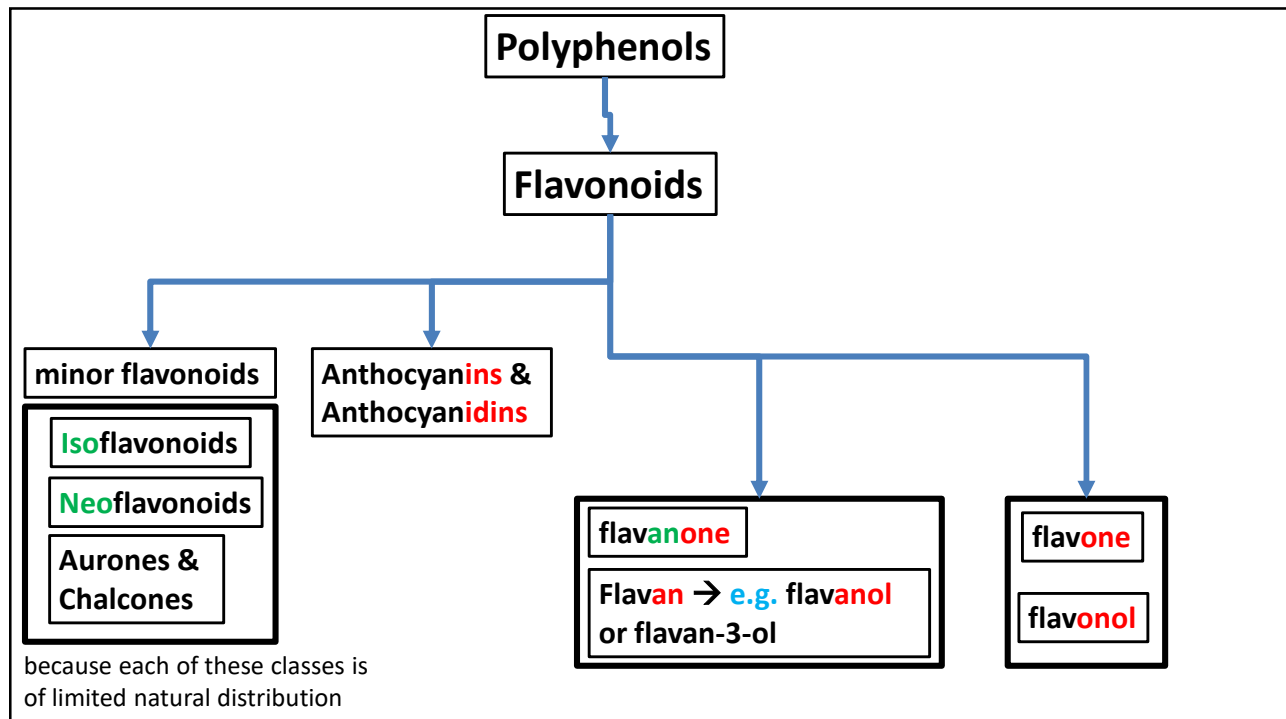 Polyphenols
Flavonoids
minor flavonoids
Isoflavonoids
Neoflavonoids
Aurones &
Chalcones
because each of these classes is
of limited natural distribution
Anthocyanins &
Anthocyanidins
flavanone
Flavan → e.g. flavanol
or flavan-3-ol
flavone
flavonol